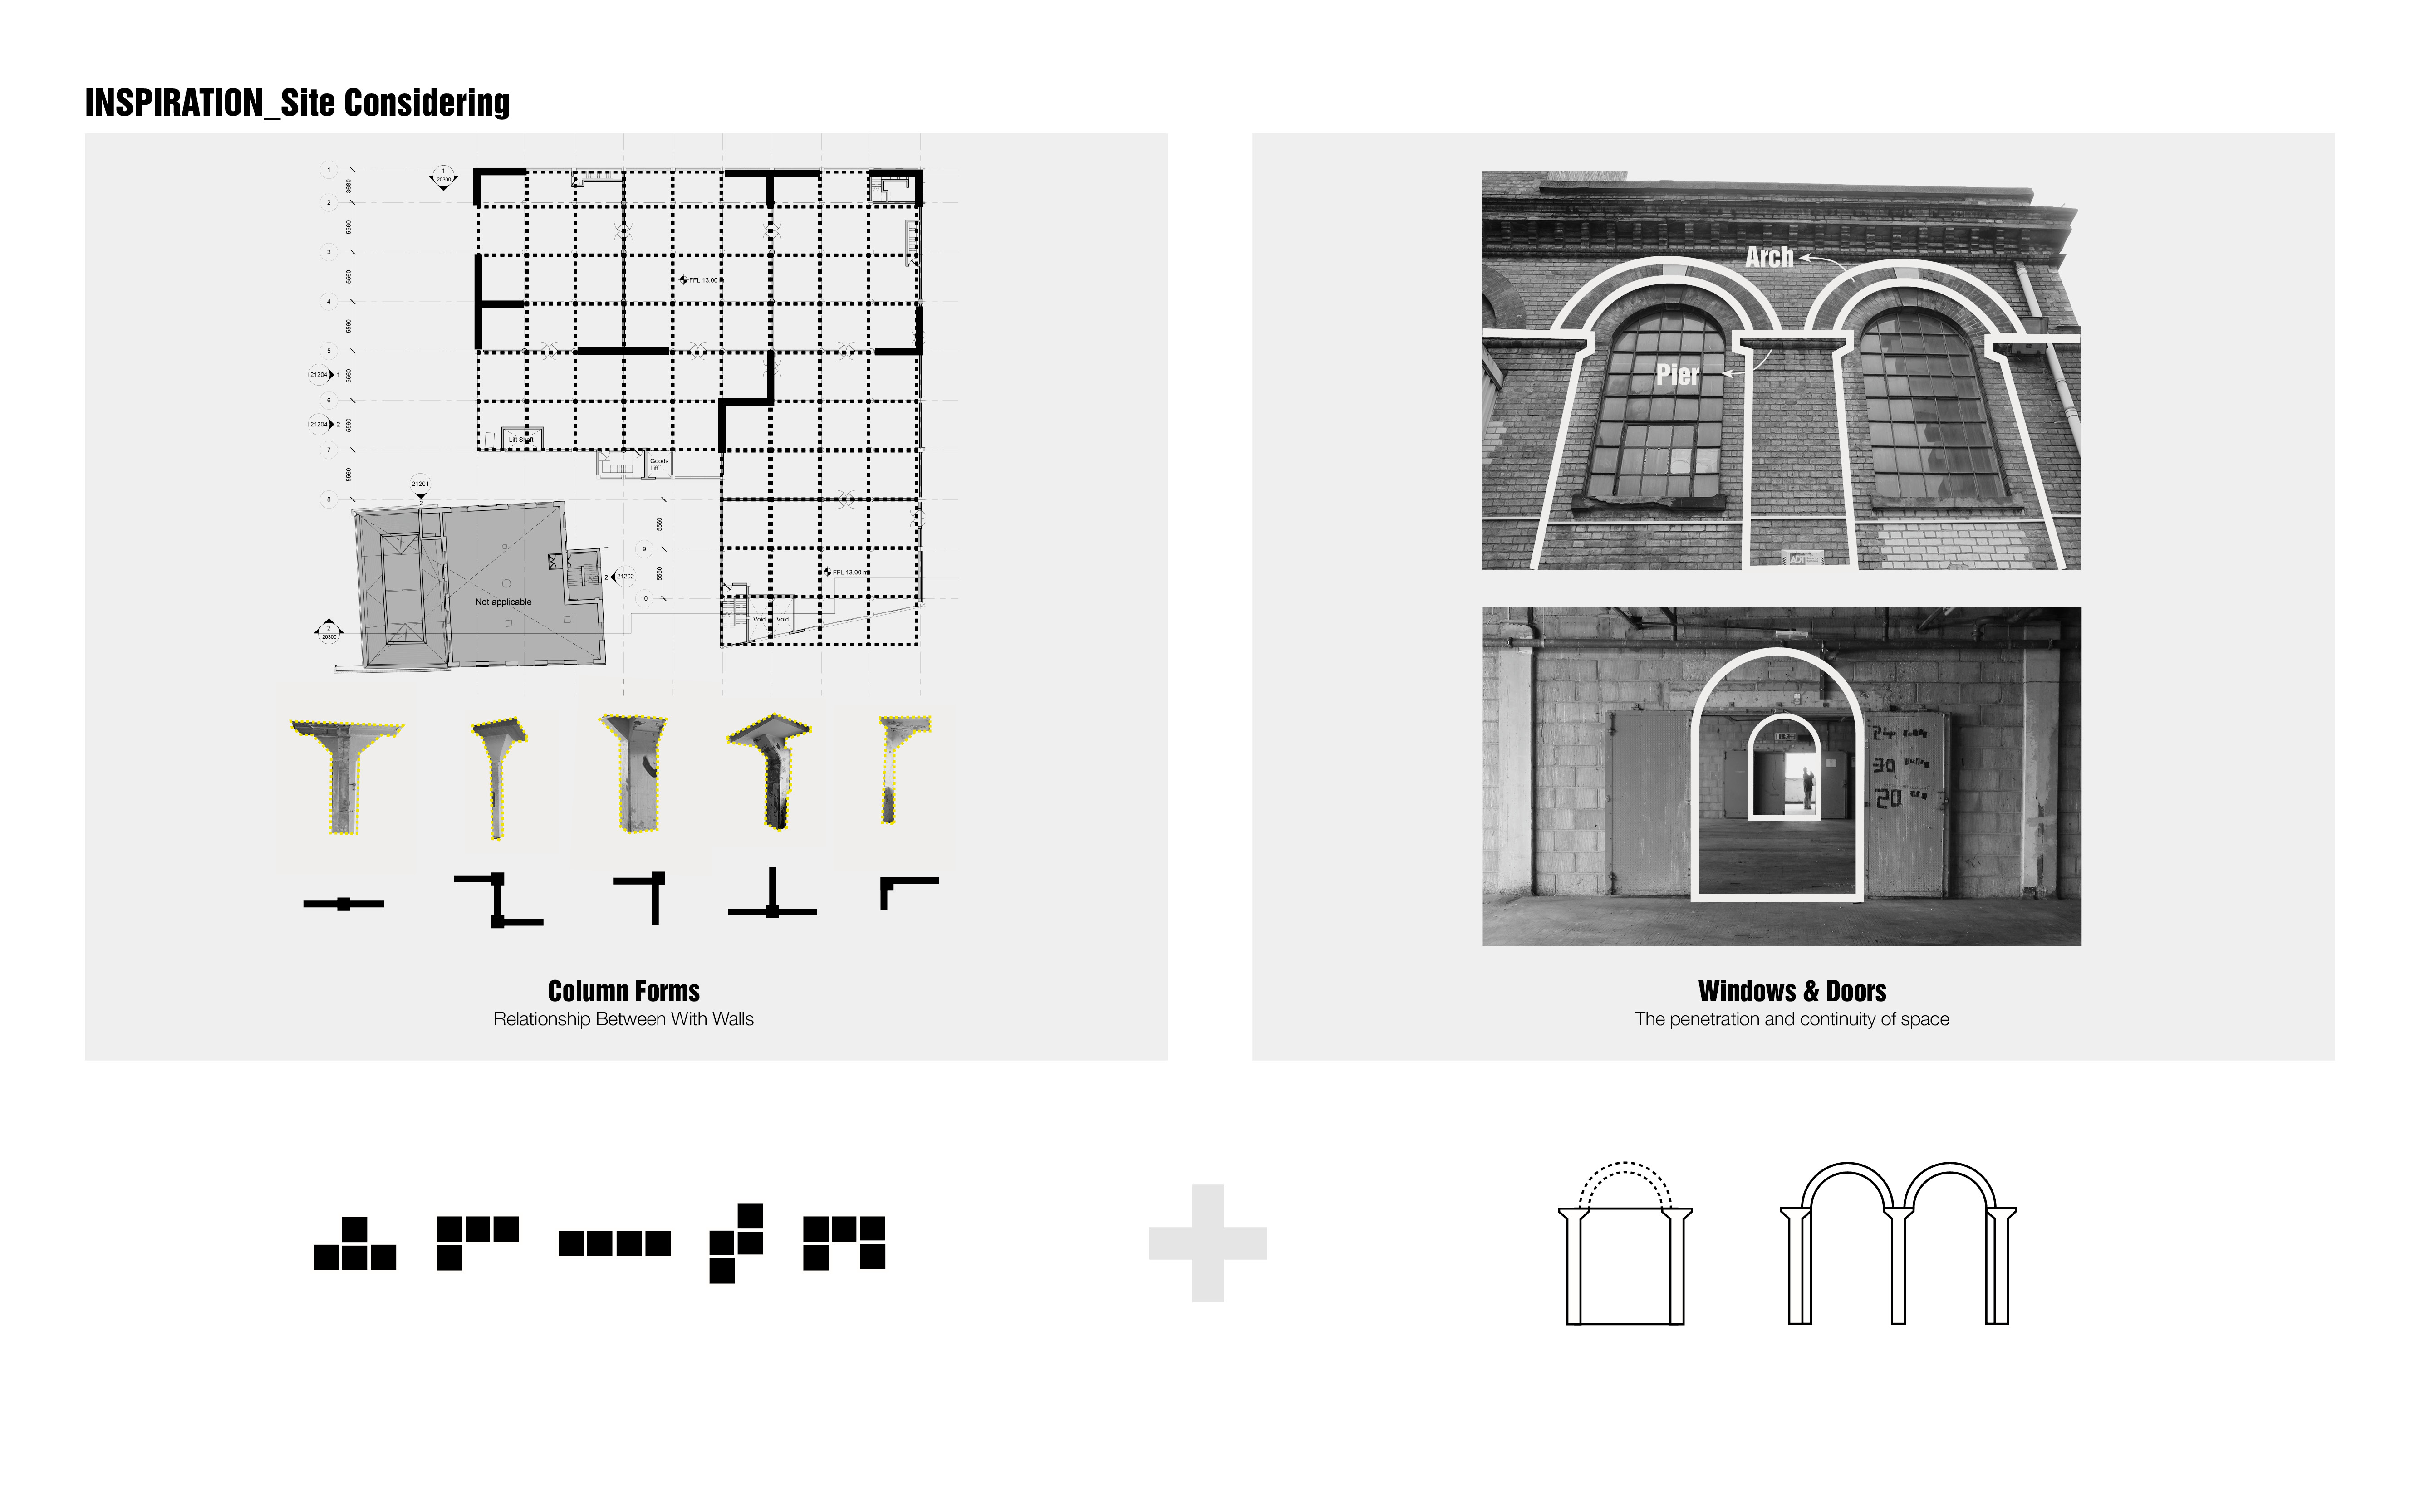 INSPIRATION_Site Considering
1
1
20300
3680
2
5560
3
5560
FFL 13.00
4
5560
5
21204
1
5560
6
21204
2
5560
Lift Shaft
7
Goods
Lift
5560
21201
2
8
5560
9
2
21202
5560
FFL 13.00 m
10
Not applicable
Void
Void
2
20300
Column Forms
Relationship Between With Walls
Arch
Pier
ADT
30
20
Windows & Doors
The penetration and continuity of space